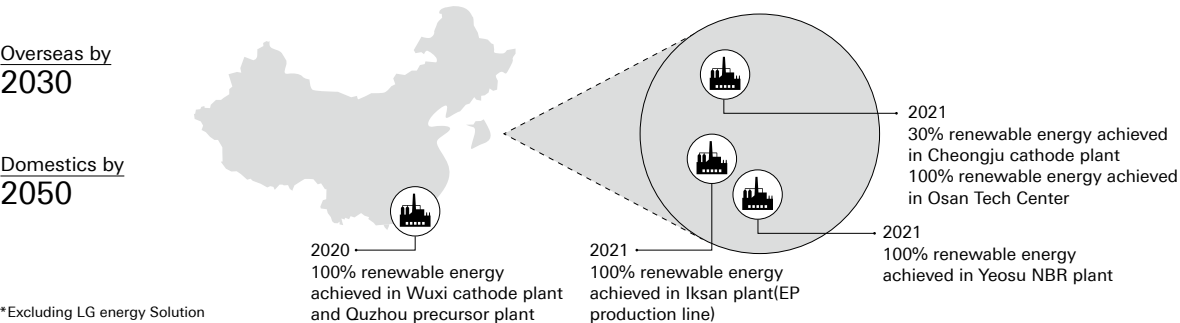 Overseas by
2030
Domestics by
2050
*Excluding LG energy Solution
2020
100% renewable energy
achieved in Wuxi cathode plant
and Quzhou precursor plant
2021
100% renewable energy
achieved in Iksan plant(EP
production line)
2021
30% renewable energy achieved
in Cheongju cathode plant
100% renewable energy achieved
in Osan Tech Center
2021
100% renewable energy
achieved in Yeosu NBR plant